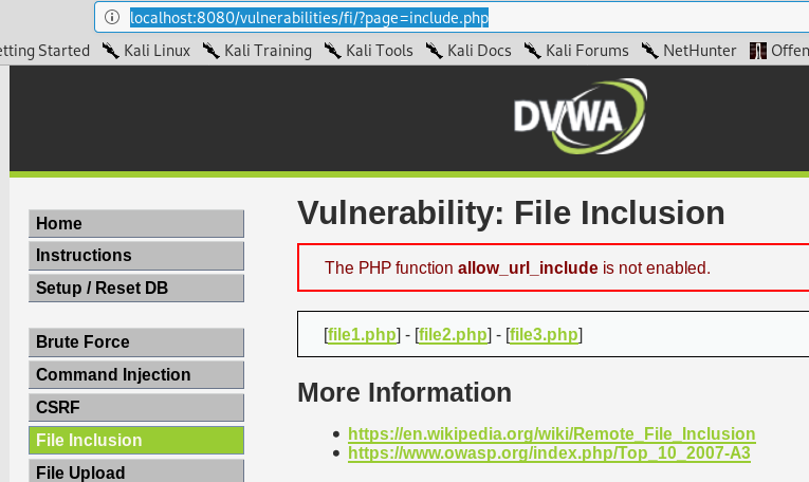 localhost:8080/vulnerabilities/fi/?page=include.php
etting Started Kali Linux Kali Training Kali Tools Kali Docs Kali Forums NetHunter Offen
DVWA
Home
Instructions
Setup / Reset DB
Brute Force
Command Injection
CSRF
File Inclusion
File Upload
Vulnerability: File Inclusion
The PHP function allow_url_include is not enabled.
[file1.php] - [file2.php] - [file3.php]
More Information
https://en.wikipedia.org/wiki/Remote_File_Inclusion
https://www.owasp.org/index.php/Top_10_2007-A3